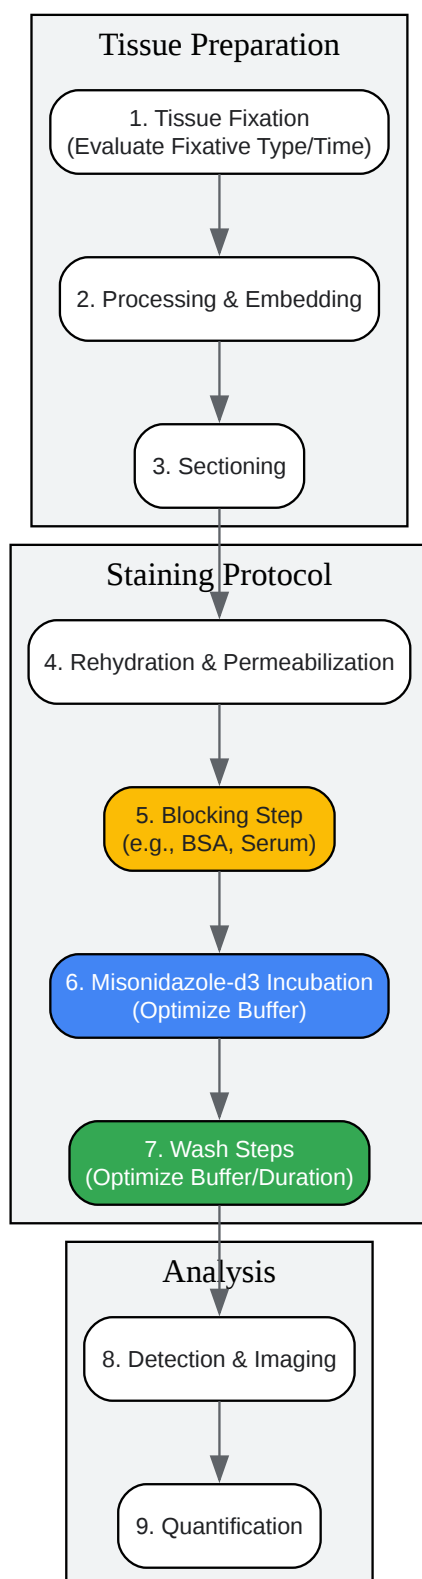 Tissue Preparation
1. Tissue Fixation
(Evaluate Fixative Type/Time)
2. Processing & Embedding
3. Sectioning
Staining Protocol
4. Rehydration & Permeabilization
5. Blocking Step
(e.g., BSA, Serum)
6. Misonidazole-d3 Incubation
(Optimize Buffer)
7. Wash Steps
(Optimize Buffer/Duration)
Analysis
8. Detection & Imaging
9. Quantification